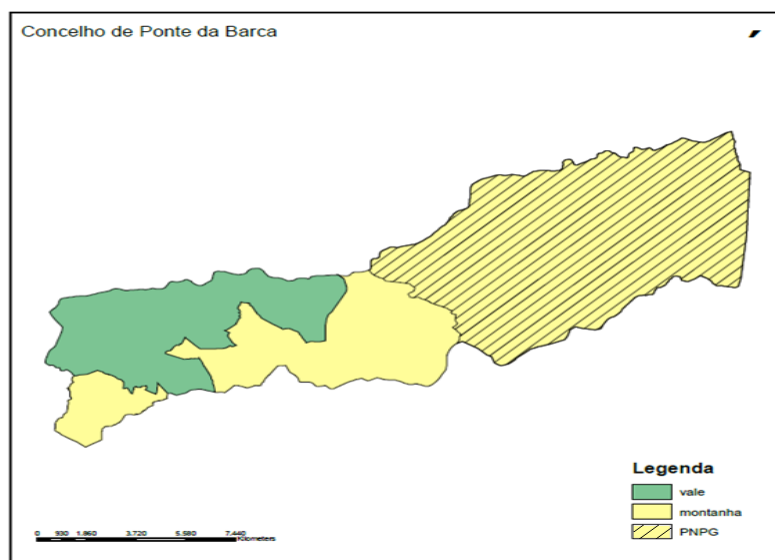 Concelho de Ponte da Barca
Legenda
vale
montanha
PNPG
0 930 1.860 3.720 5.580 7.440
Kilometers